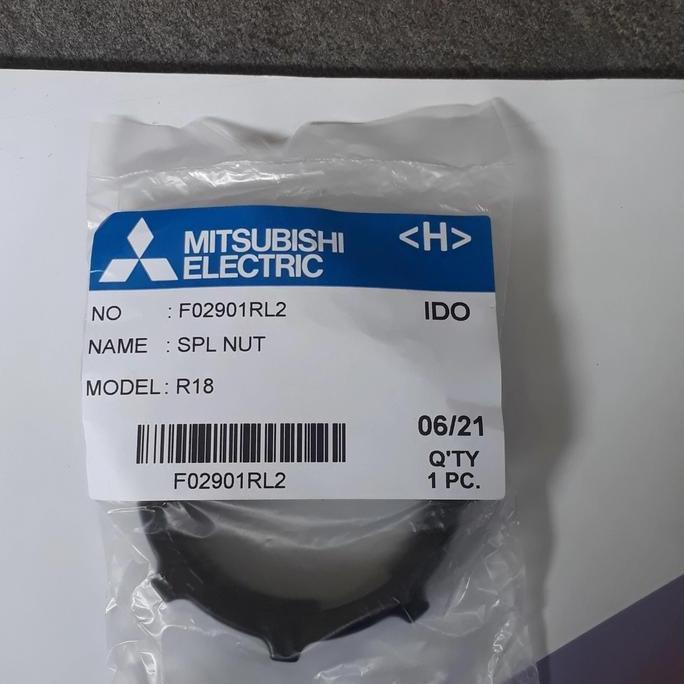 MITSUBISHI
ELECTRIC
<H>
NO : F02901RL2
IDO
NAME : SPL NUT
MODEL : R18
06/21
Q'TY
1 PC.
F02901RL2